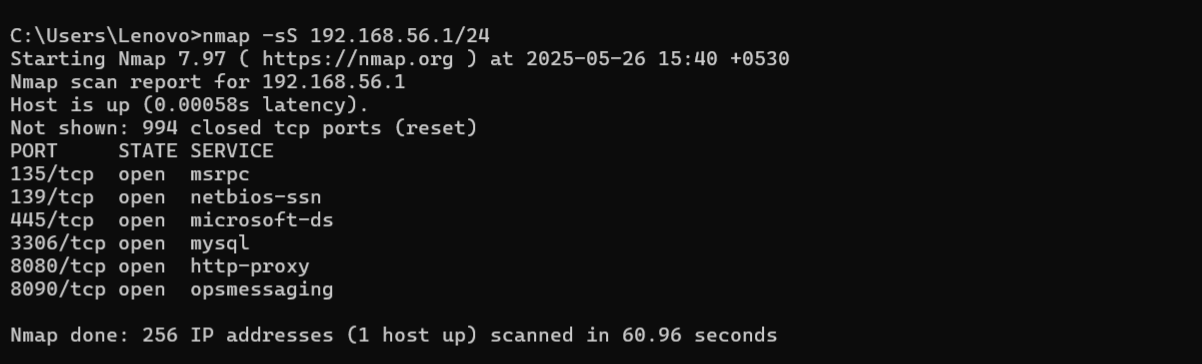 C:\Users\Lenovo>nmap -sS 192.168.56.1/24
Starting Nmap 7.97 ( https://nmap.org ) at 2025-05-26 15:40 +0530
Nmap scan report for 192.168.56.1
Host is up (0.00058s latency).
Not shown: 994 closed tcp ports (reset)
PORT     STATE SERVICE
135/tcp  open  msrpc
139/tcp  open  netbios-ssn
445/tcp  open  microsoft-ds
3306/tcp open  mysql
8080/tcp open  http-proxy
8090/tcp open  opsmessaging
Nmap done: 256 IP addresses (1 host up) scanned in 60.96 seconds